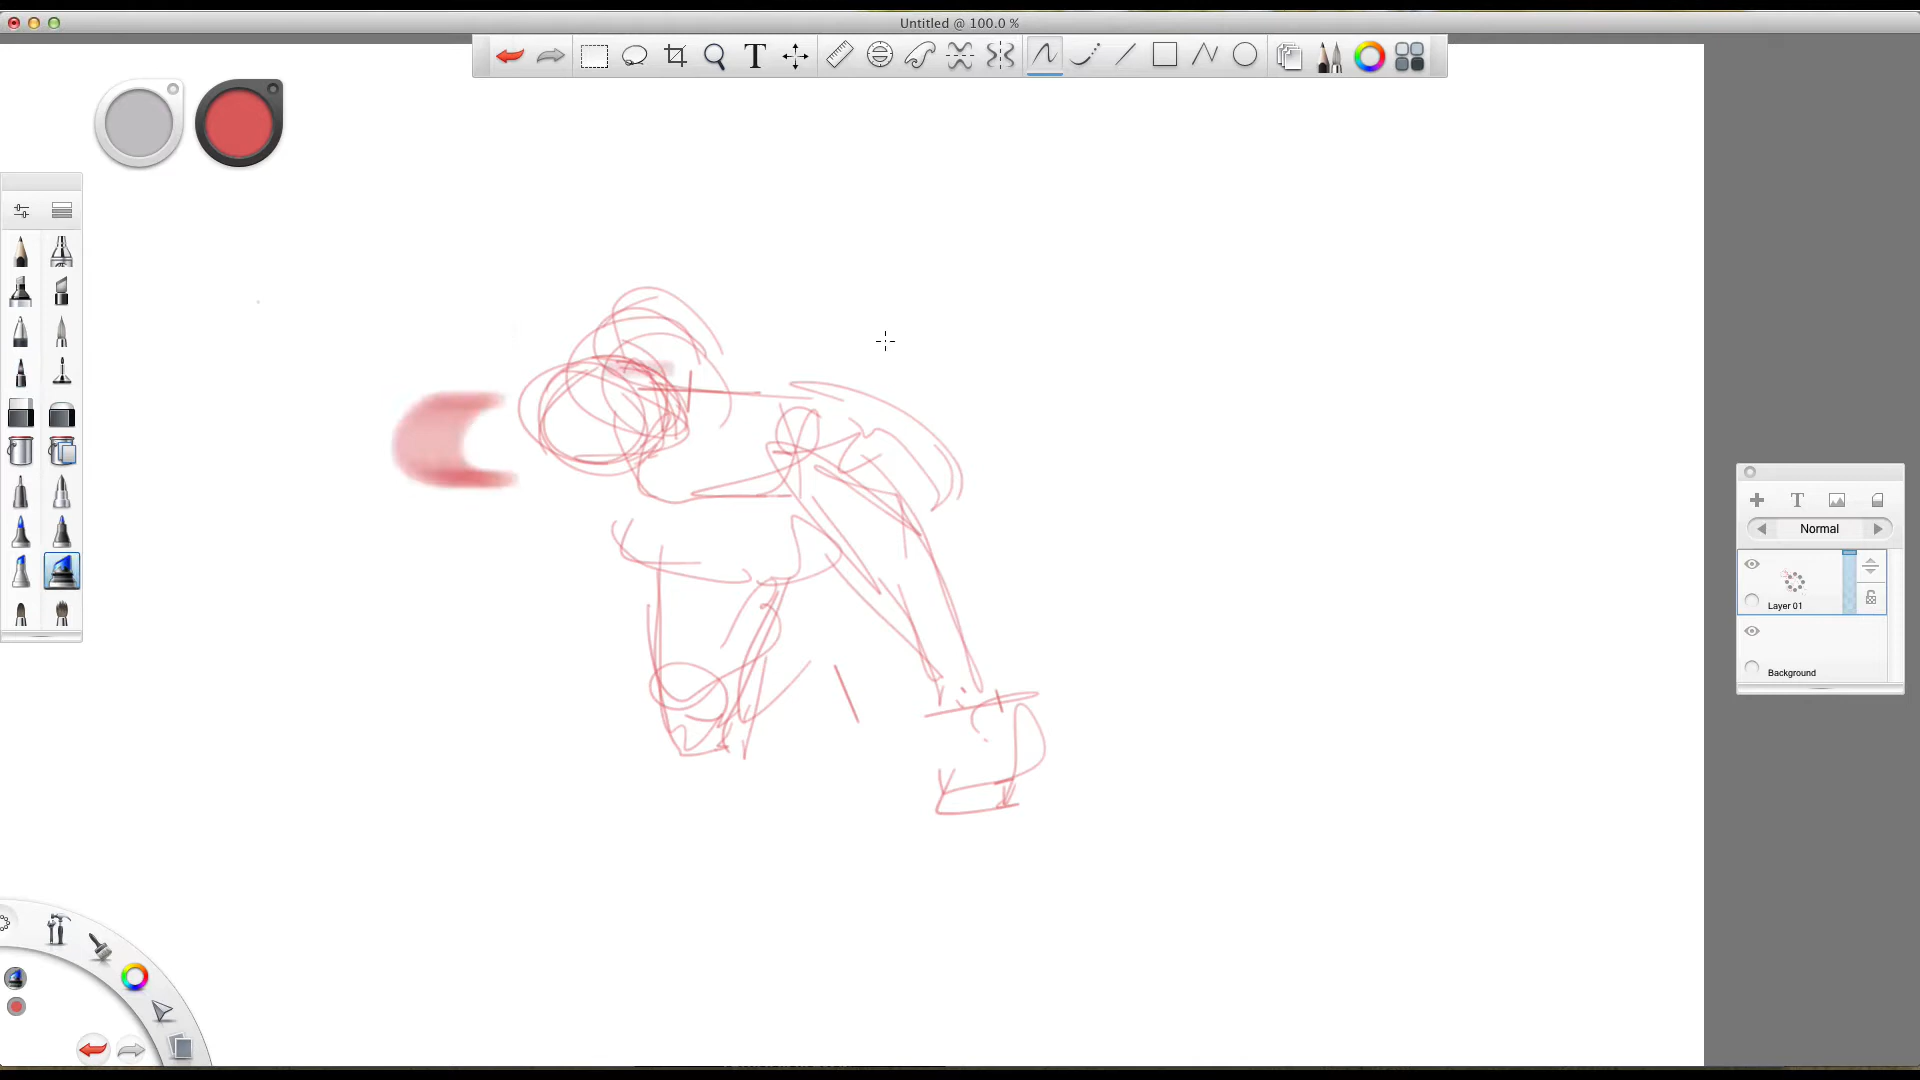 Untitled @ 100.0 %
T
T
Normal
Layer 01
Background